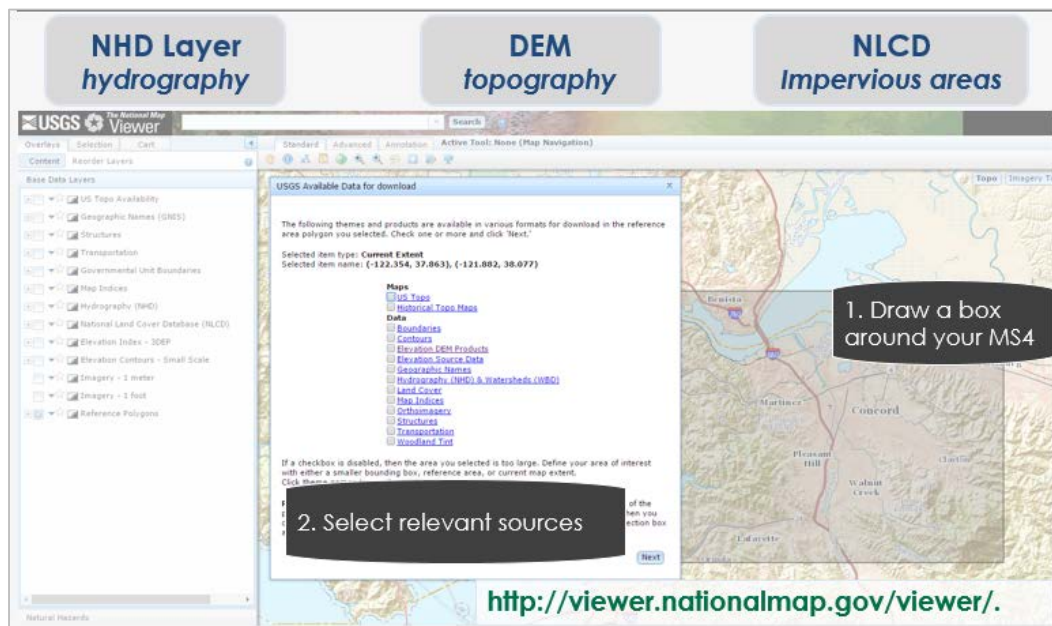 NHD Layer
hydrography
DEM
topography
NLCD
Impervious areas
USGS The National Map Viewer
Search
Overlays Selection Cart
Standard Advanced Annotation Active Tool: None (Map Navigation)
Content Reorder Layers
Base Data Layers
US Topo Availability
Geographic Names (GNIS)
Structures
Transportation
Governmental Unit Boundaries
Map Indices
Hydrography (NHD)
National Land Cover Database (NLCD)
Elevation Index - 3DEP
Elevation Contours - Small Scale
Imagery - 1 meter
Imagery - 1 foot
Reference Polygons
Natural Hazards
Topo Imagery
USGS Available Data for download
The following themes and products are available in various formats for download in the reference
area polygon you selected. Check one or more and click 'Next.'
Selected item type: Current Extent
Selected item name: (-122.354, 37.863), (-121.882, 38.077)
Maps
US Topo
Historical Topo Maps
Data
Boundaries
Contours
Elevation DEM Products
Elevation Source Data
Geographic Names
Hydrography (NHD) & Watersheds (WBD)
Land Cover
Map Indices
Orthoimagery
Structures
Transportation
Woodland Tint
If a checkbox is disabled, then the area you selected is too large. Define your area of interest
with either a smaller bounding box, reference area, or current map extent.
of the
then you
ection box
Next
2. Select relevant sources
1. Draw a box
around your MS4
Benicia
Martinez
Concord
Pleasant
Hill
Clayton
Walnut
Creek
Lafayette
http://viewer.nationalmap.gov/viewer/.